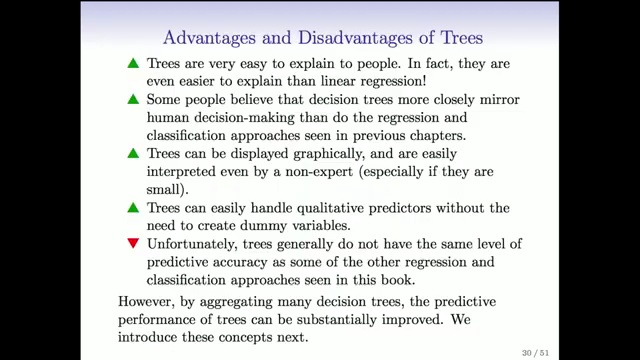 Advantages and Disadvantages of Trees
▲ Trees are very easy to explain to people. In fact, they are
even easier to explain than linear regression!
▲ Some people believe that decision trees more closely mirror
human decision-making than do the regression and
classification approaches seen in previous chapters.
▲ Trees can be displayed graphically, and are easily
interpreted even by a non-expert (especially if they are
small).
▲ Trees can easily handle qualitative predictors without the
need to create dummy variables.
▼ Unfortunately, trees generally do not have the same level of
predictive accuracy as some of the other regression and
classification approaches seen in this book.
However, by aggregating many decision trees, the predictive
performance of trees can be substantially improved. We
introduce these concepts next.
30 / 51